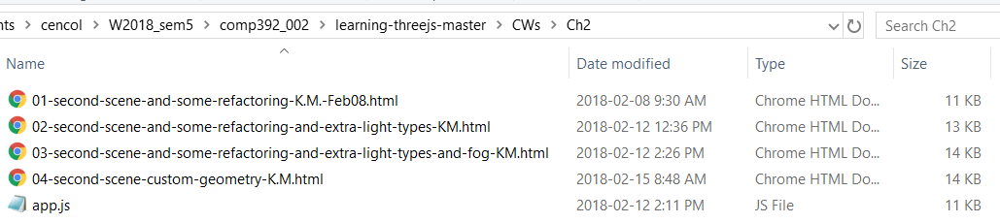 nts > cencol > W2018_sem5 > comp392_002 > learning-threejs-master > CWs > Ch2 Search Ch2
Name Date modified Type Size
01-second-scene-and-some-refactoring-K.M.-Feb08.html 2018-02-08 9:30 AM Chrome HTML Do... 11 KB
02-second-scene-and-some-refactoring-and-extra-light-types-KM.html 2018-02-12 12:36 PM Chrome HTML Do... 13 KB
03-second-scene-and-some-refactoring-and-extra-light-types-and-fog-KM.html 2018-02-12 2:26 PM Chrome HTML Do... 14 KB
04-second-scene-custom-geometry-K.M.html 2018-02-15 8:48 AM Chrome HTML Do... 14 KB
app.js 2018-02-12 2:11 PM JS File 11 KB